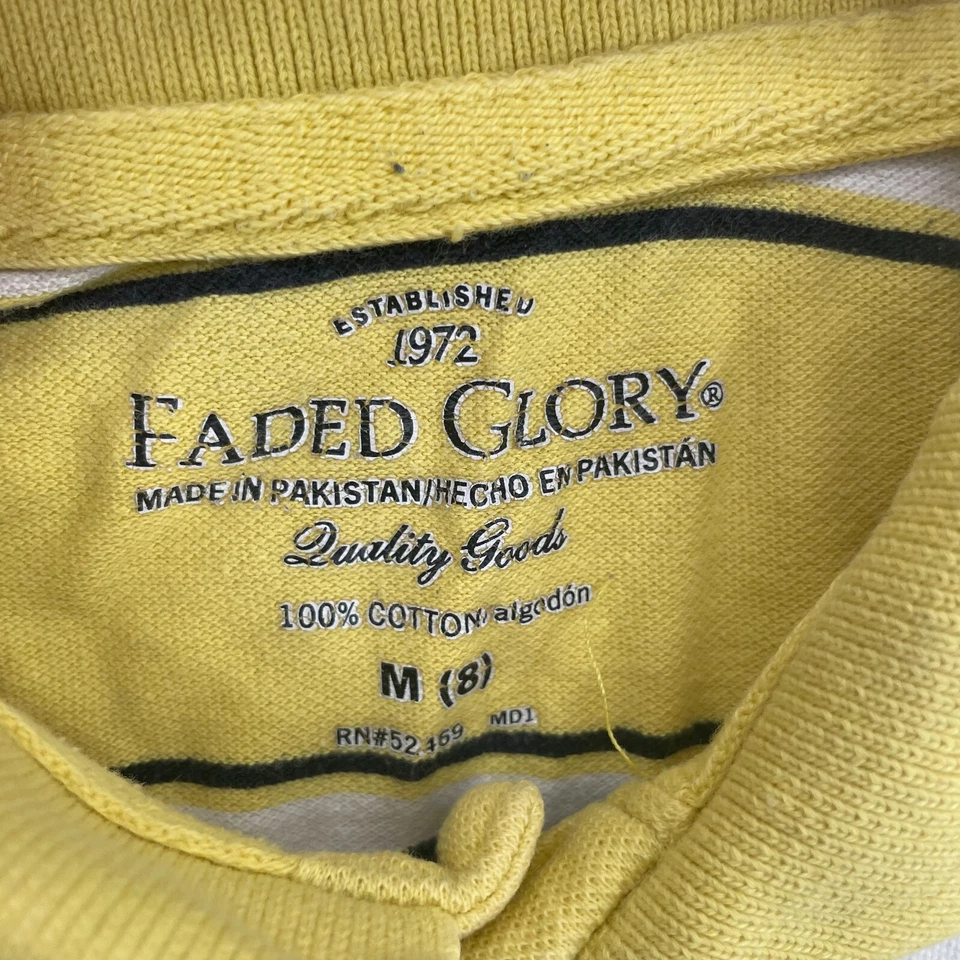 ESTABLISHED
1972
FADED GLORY®
MADE IN PAKISTAN/HECHO EN PAKISTÁN
Quality Goods
100% COTTON/ algodón
M (8)
RN#52469 MD1